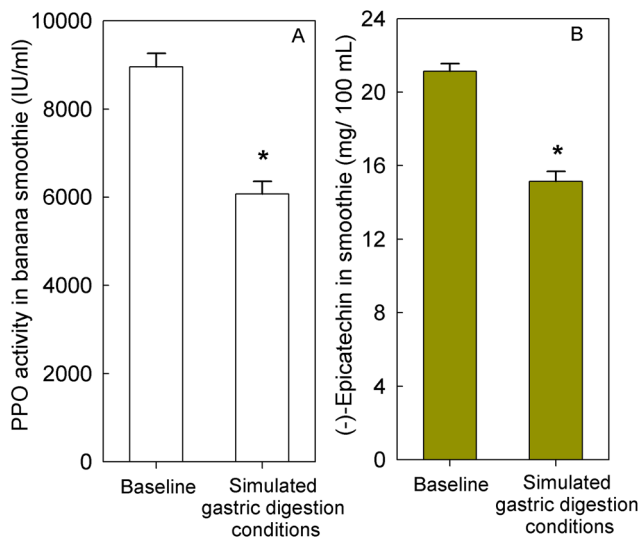 PPO activity in banana smoothie (IU/ml)
10000
8000
6000
4000
2000
0
A
*
Baseline
Simulated
gastric digestion
conditions
(-)-Epicatechin in smoothie (mg/ 100 mL)
24
20
16
12
8
4
0
B
*
Baseline
Simulated
gastric digestion
conditions